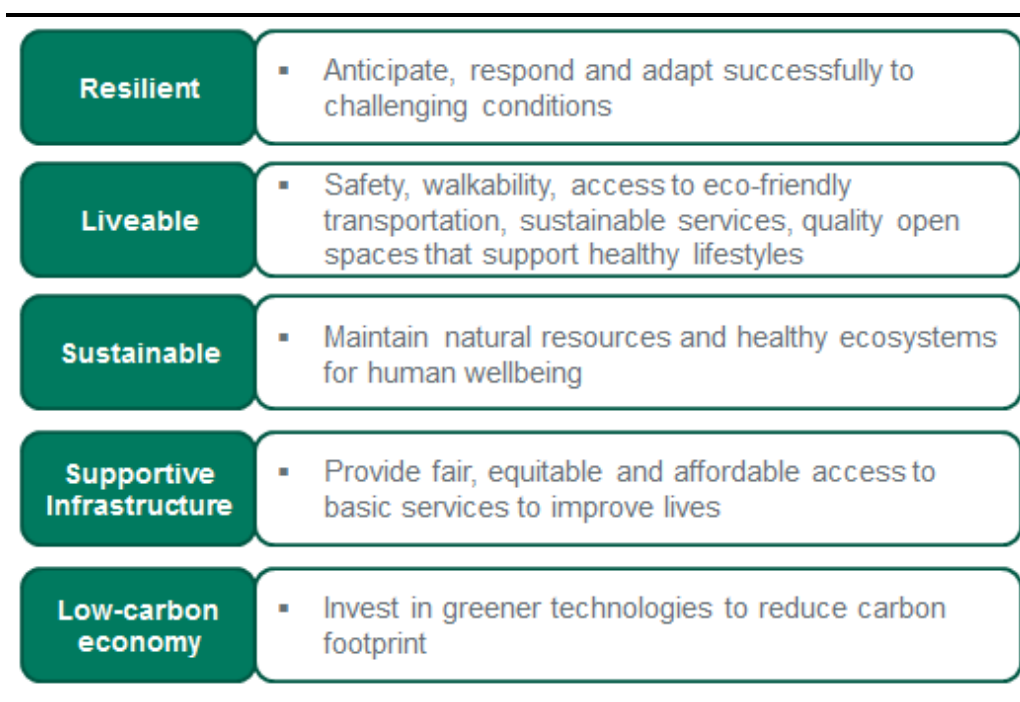 Resilient
▪ Anticipate, respond and adapt successfully to
challenging conditions
Liveable
▪ Safety, walkability, access to eco-friendly
transportation, sustainable services, quality open
spaces that support healthy lifestyles
Sustainable
▪ Maintain natural resources and healthy ecosystems
for human wellbeing
Supportive
Infrastructure
▪ Provide fair, equitable and affordable access to
basic services to improve lives
Low-carbon
economy
▪ Invest in greener technologies to reduce carbon
footprint